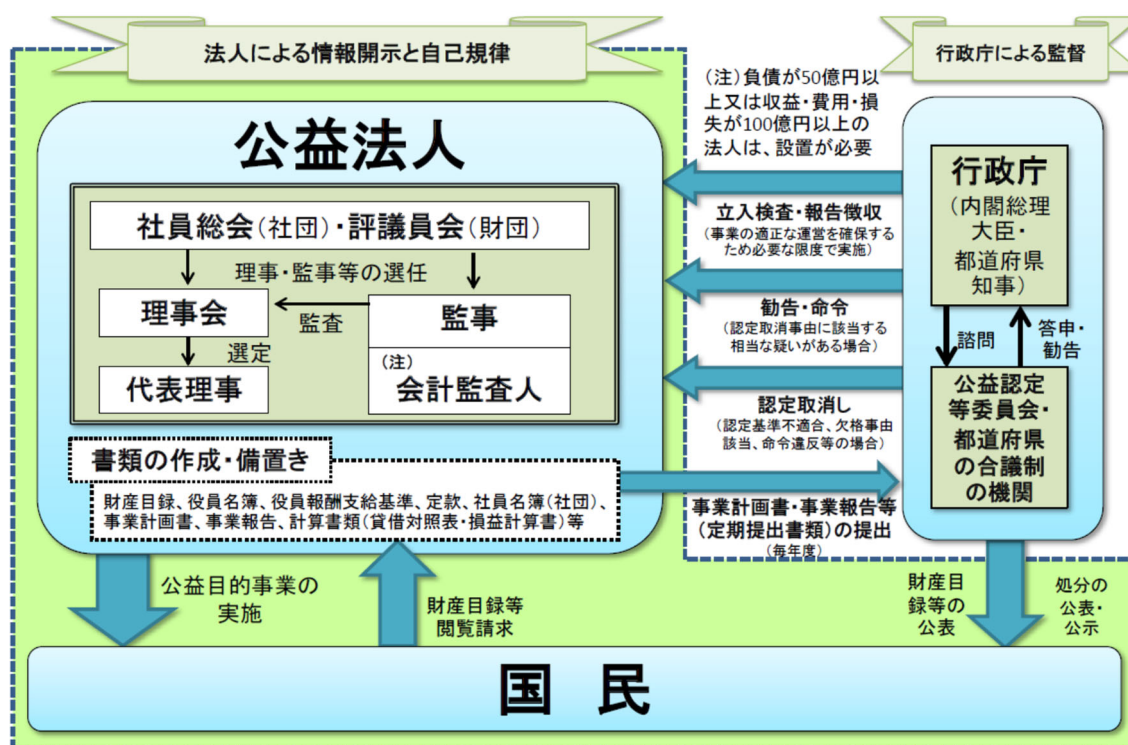 法人による情報開示と自己規律
行政庁による監督
公益法人
社員総会(社団)・評議員会(財団)
理事・監事等の選任
理事会
監査
監事
選定
代表理事
(注)
会計監査人
書類の作成・備置き
財産目録、役員名簿、役員報酬支給基準、定款、社員名簿(社団)、
事業計画書、事業報告、計算書類(貸借対照表・損益計算書)等
(注)負債が50億円以
上又は収益・費用・損
失が100億円以上の
法人は、設置が必要
立入検査・報告徴収
(事業の適正な運営を確保する
ため必要な限度で実施)
勧告・命令
(認定取消事由に該当する
相当な疑いがある場合)
認定取消し
(認定基準不適合、欠格事由
該当、命令違反等の場合)
事業計画書・事業報告等
(定期提出書類)の提出
(毎年度)
行政庁
(内閣総理
大臣・
都道府県
知事)
諮問
答申・
勧告
公益認定
等委員会・
都道府県
の合議制
の機関
公益目的事業の
実施
財産目録等
閲覧請求
財産目
録等の
公表
処分の
公表・
公示
国 民